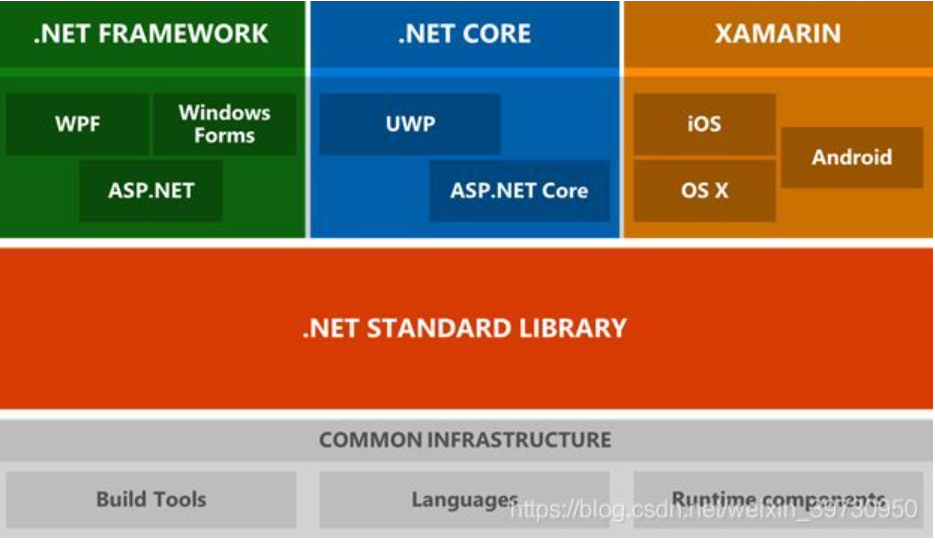 .NET FRAMEWORK
.NET CORE
XAMARIN
WPF
Windows
Forms
ASP.NET
UWP
ASP.NET Core
iOS
Android
OS X
.NET STANDARD LIBRARY
COMMON INFRASTRUCTURE
Build Tools
Languages
Runtime components
https://blog.csdn.net/weixin_39730950